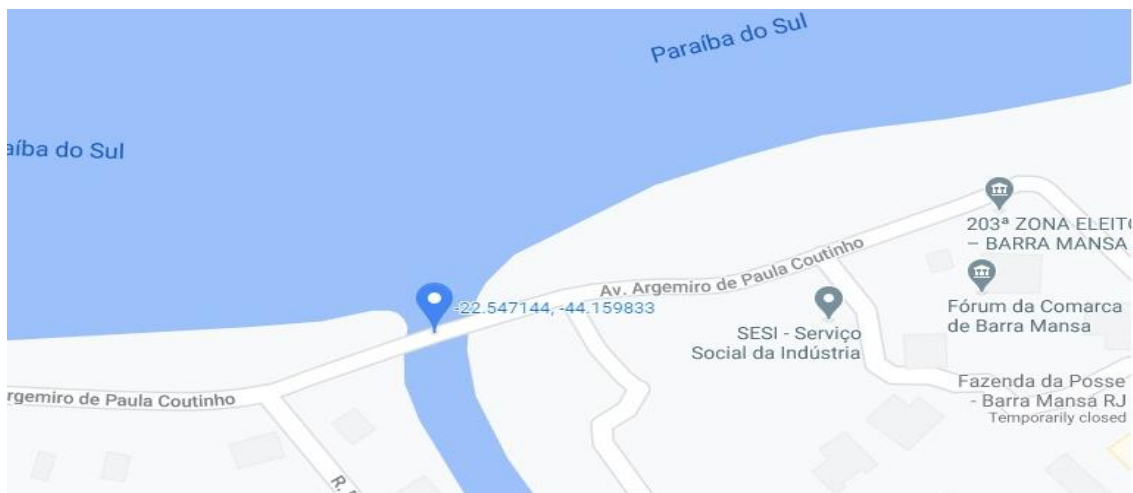 Paraíba do Sul
aíba do Sul
203ª ZONA ELEIT
– BARRA MANSA
Av. Argemiro de Paula Coutinho
-22.547144, -44.159833
Fórum da Comarca
de Barra Mansa
SESI - Serviço
Social da Indústria
Fazenda da Posse
- Barra Mansa RJ
Temporarily closed
rgemiro de Paula Coutinho
R.